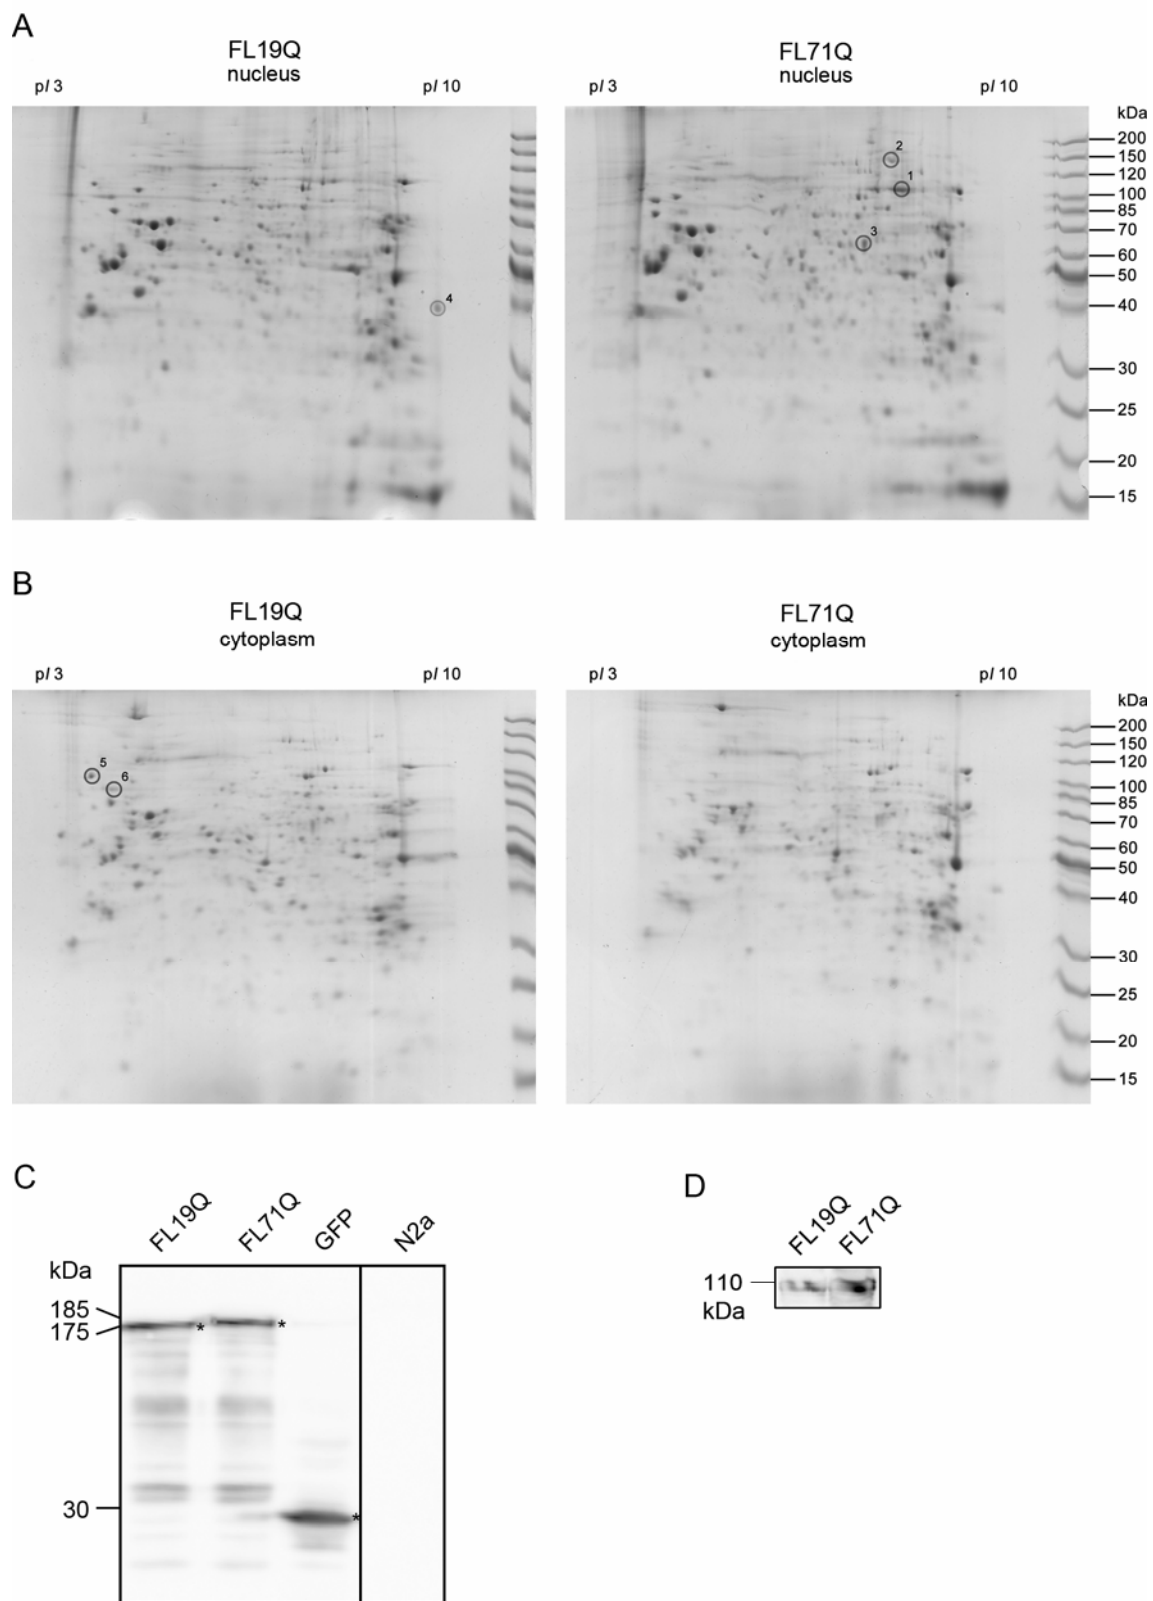 A
FL19Q
nucleus
pI 3
pI 10
4
FL71Q
nucleus
pI 3
pI 10
2
1
3
kDa
200
150
120
100
85
70
60
50
40
30
25
20
15
B
FL19Q
cytoplasm
pI 3
pI 10
5
6
FL71Q
cytoplasm
pI 3
pI 10
kDa
200
150
120
100
85
70
60
50
40
30
25
20
15
C
FL19Q
FL71Q
GFP
N2a
kDa
185
175
30
*
*
*
D
FL19Q
FL71Q
110
kDa